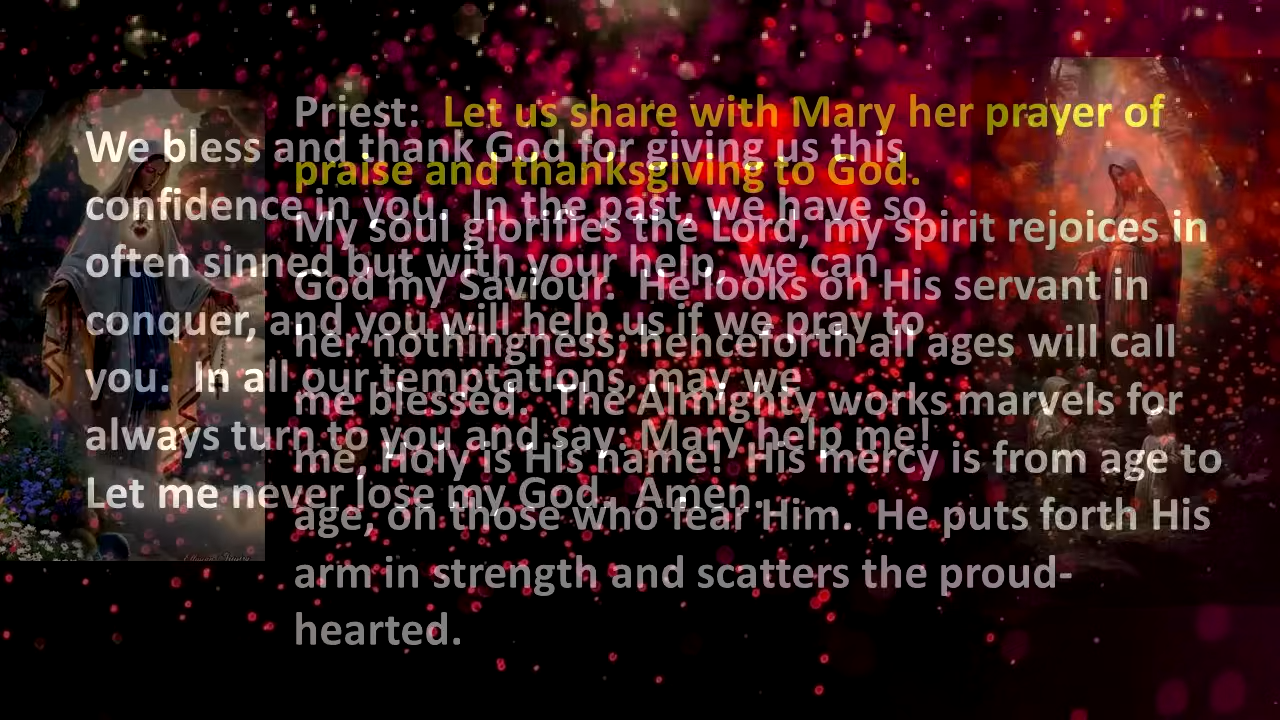 We bless and thank God for giving us this
confidence in you.  In the past, we have so
often sinned but with your help, we can
conquer, and you will help us if we pray to
you.  In all our temptations, may we
always turn to you and say: Mary help me!
Let me never lose my God.  Amen.
Priest:  Let us share with Mary her prayer of
praise and thanksgiving to God.
My soul glorifies the Lord, my spirit rejoices in
God my Saviour.  He looks on His servant in
her nothingness; henceforth all ages will call
me blessed.  The Almighty works marvels for
me, Holy is His name!  His mercy is from age to
age, on those who fear Him.  He puts forth His
arm in strength and scatters the proud-
hearted.